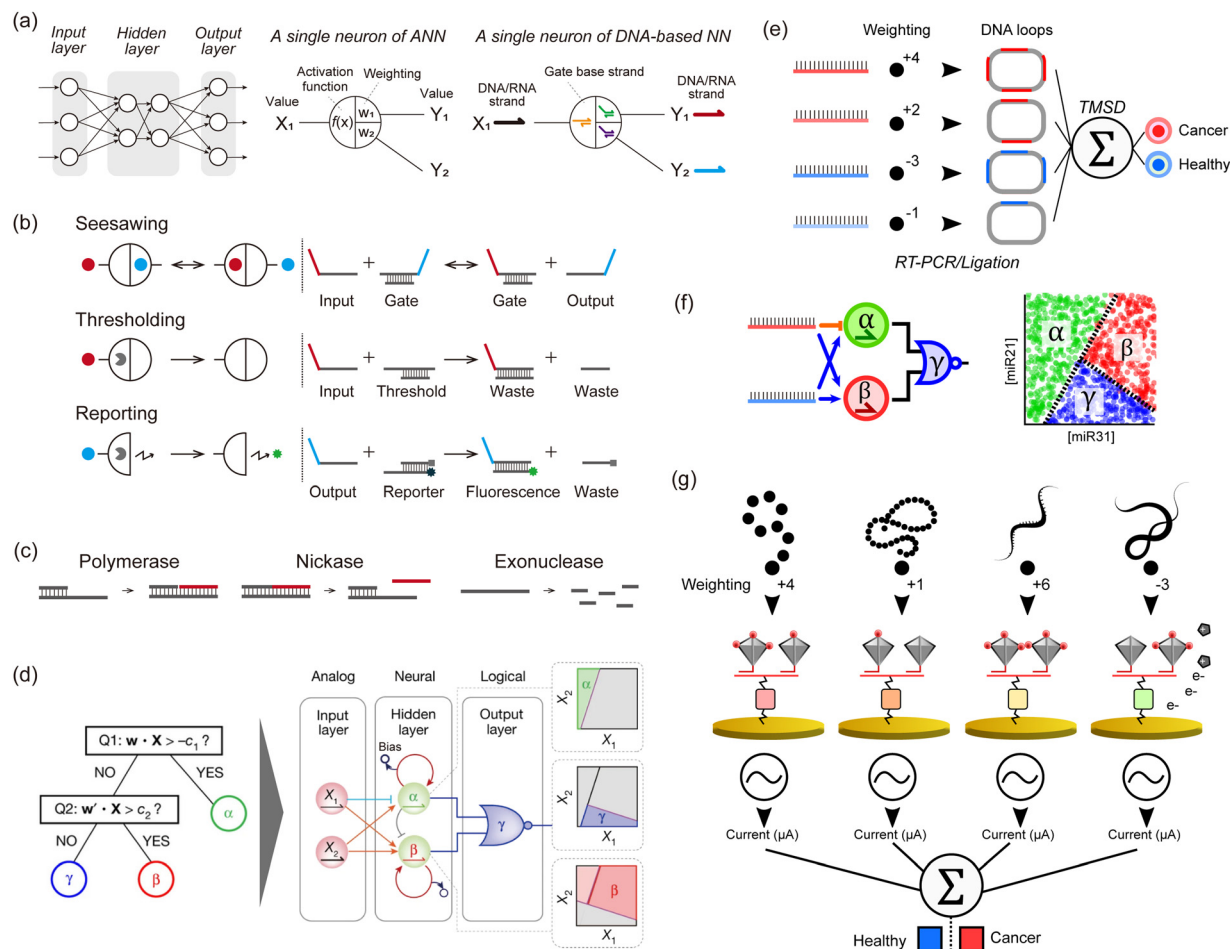 (a)
Input layer
Hidden layer
Output layer
A single neuron of ANN
Activation function
Weighting
Value
X₁
f(x)
W₁
W₂
Value
Y₁
Y₂
A single neuron of DNA-based NN
Gate base strand
DNA/RNA strand
X₁
DNA/RNA strand
Y₁
Y₂
(b)
Seesawing
Input + Gate Gate + Output
Thresholding
Input + Threshold Waste + Waste
Reporting
Output + Reporter Fluorescence + Waste
(c)
Polymerase
Nickase
Exonuclease
(d)
Q1: w · X > –c₁ ?
NO
YES
Q2: w′ · X > c₂ ?
α
NO
YES
γ
β
Analog
Neural
Logical
Input layer
Hidden layer
Output layer
Bias
X₁
α
X₂
β
γ
X₂
α
X₁
X₂
γ
X₁
X₂
β
X₁
(e)
Weighting
DNA loops
+4
+2
-3
-1
TMSD
Σ
Cancer
Healthy
RT-PCR/Ligation
(f)
α
β
γ
[miR21]
α
β
γ
[miR31]
(g)
Weighting
+4
+1
+6
-3
+
+
e-
e-
e-
Current (μA)
Current (μA)
Current (μA)
Current (μA)
Σ
Healthy
Cancer